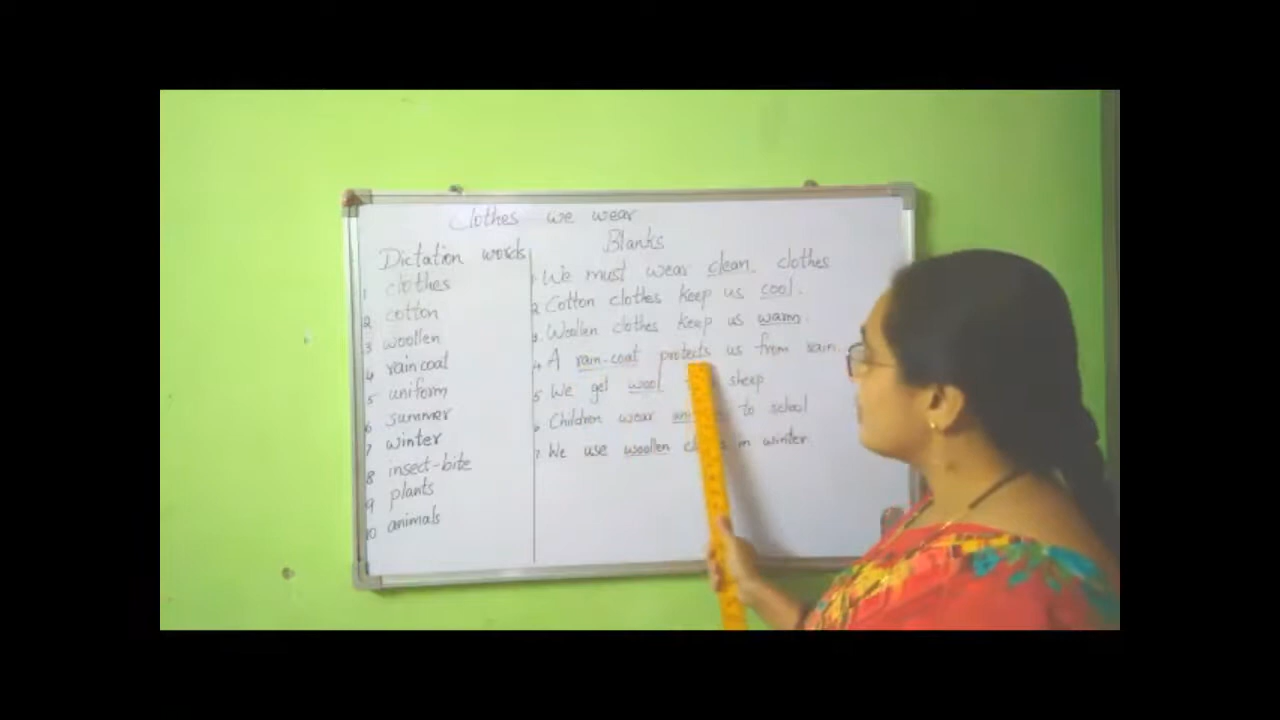 Clothes we wear
Dictation words
1 clothes
2 cotton
3 woollen
4 raincoat
5 uniform
6 summer
7 winter
8 insect-bite
9 plants
10 animals
Blanks
1. We must wear clean. clothes
2. Cotton clothes keep us cool.
3. Woollen clothes keep us warm.
4. A rain-coat protects us from rain.
5 We get wool sheep
6. Children wear to school
7. We use woollen in winter.